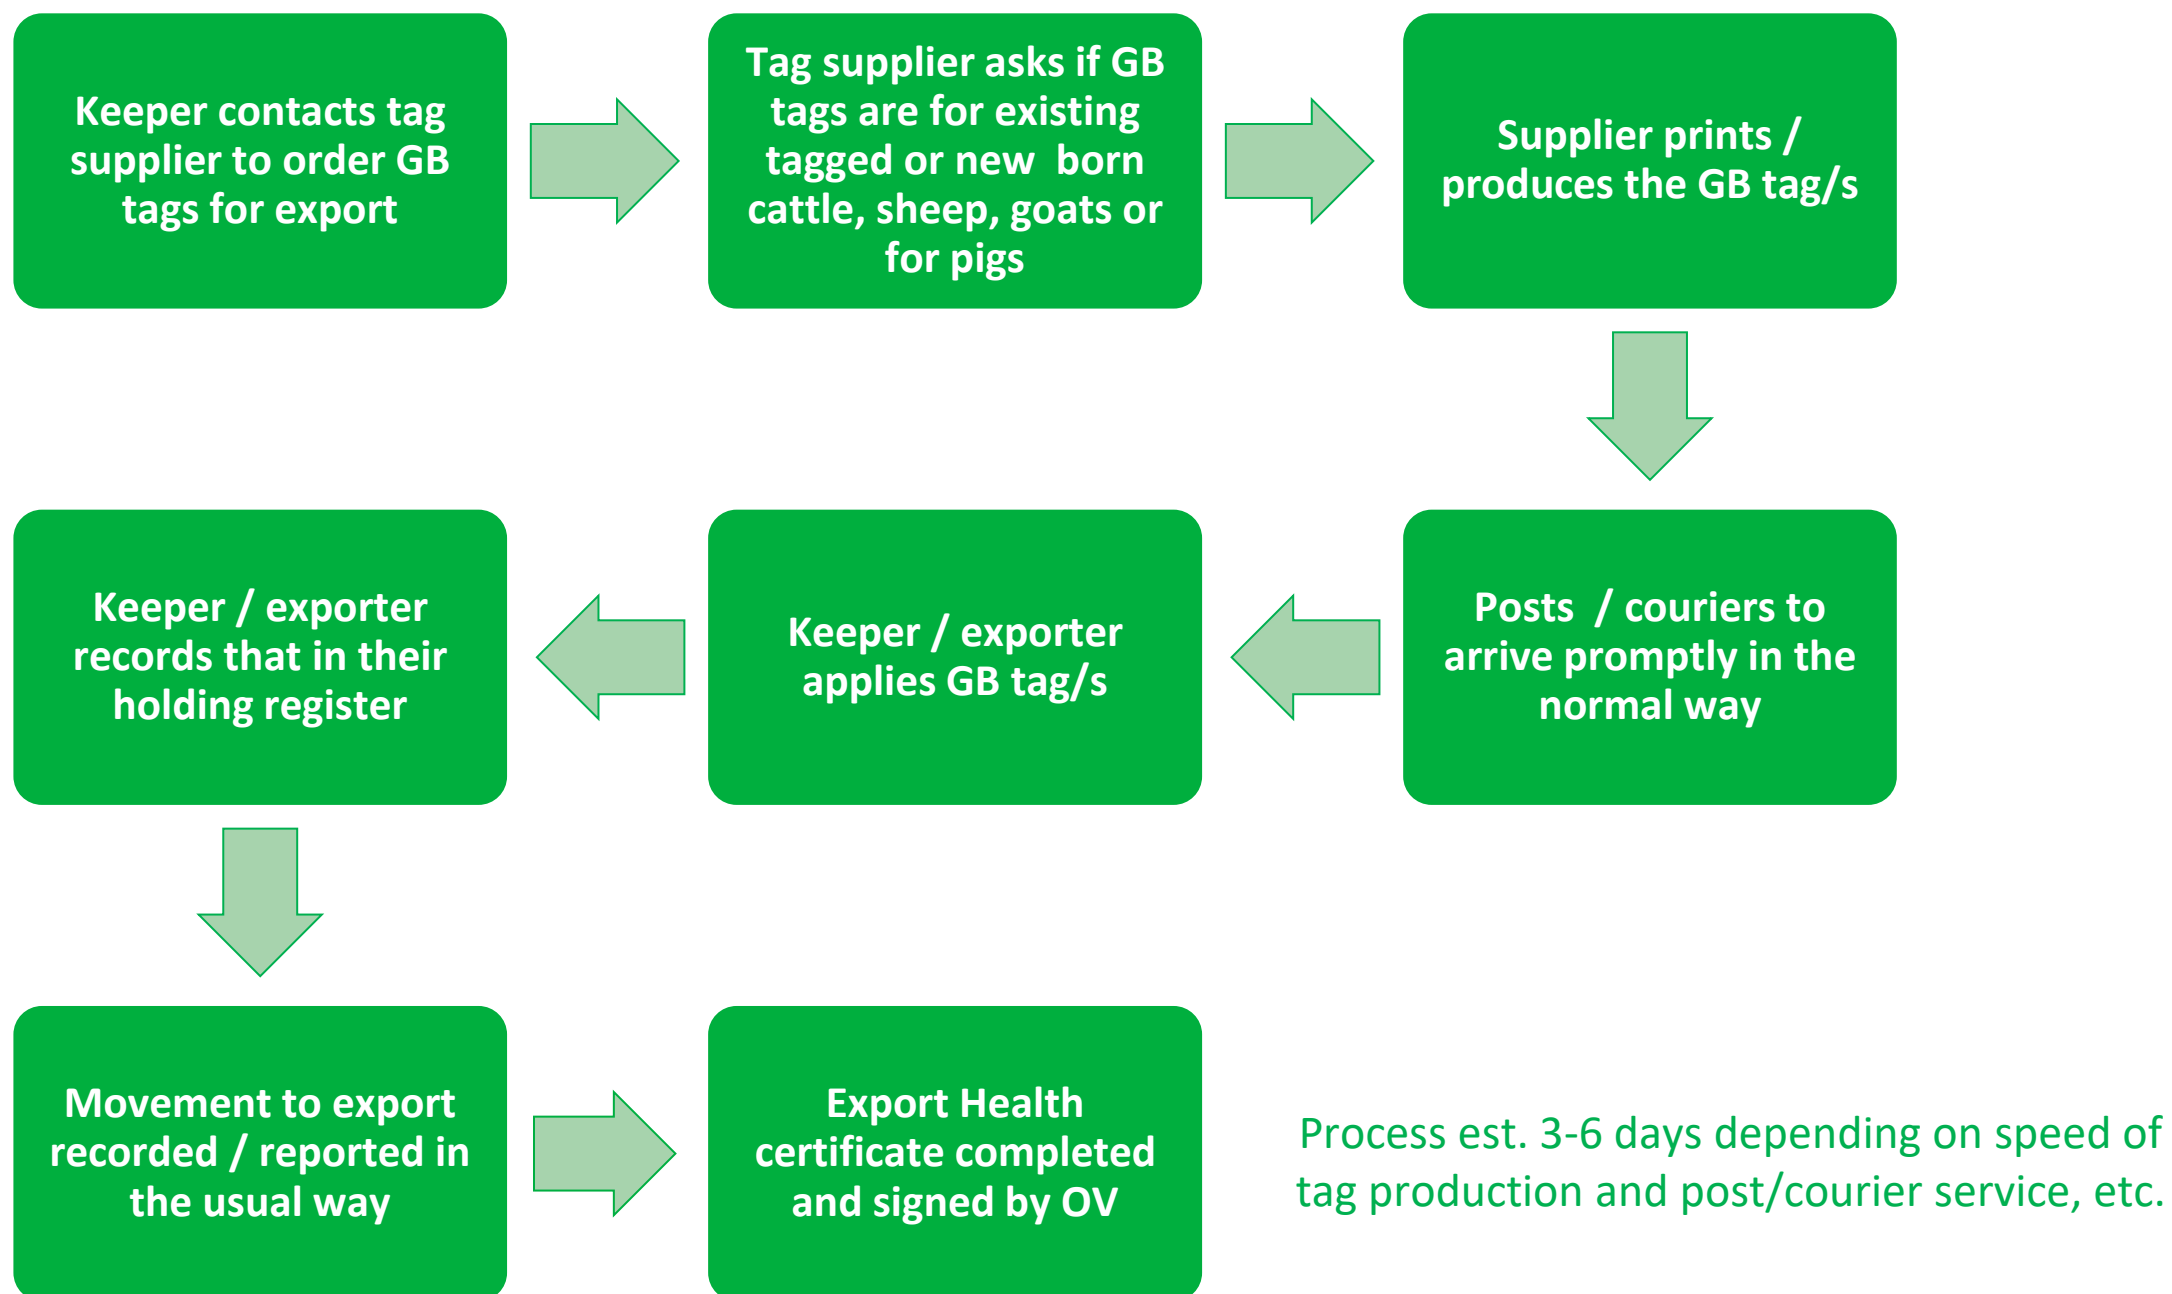 Keeper contacts tag
supplier to order GB
tags for export
Tag supplier asks if GB
tags are for existing
tagged or new  born
cattle, sheep, goats or
for pigs
Supplier prints /
produces the GB tag/s
Posts  / couriers to
arrive promptly in the
normal way
Keeper / exporter
applies GB tag/s
Keeper / exporter
records that in their
holding register
Movement to export
recorded / reported in
the usual way
Export Health
certificate completed
and signed by OV
Process est. 3-6 days depending on speed of
tag production and post/courier service, etc.